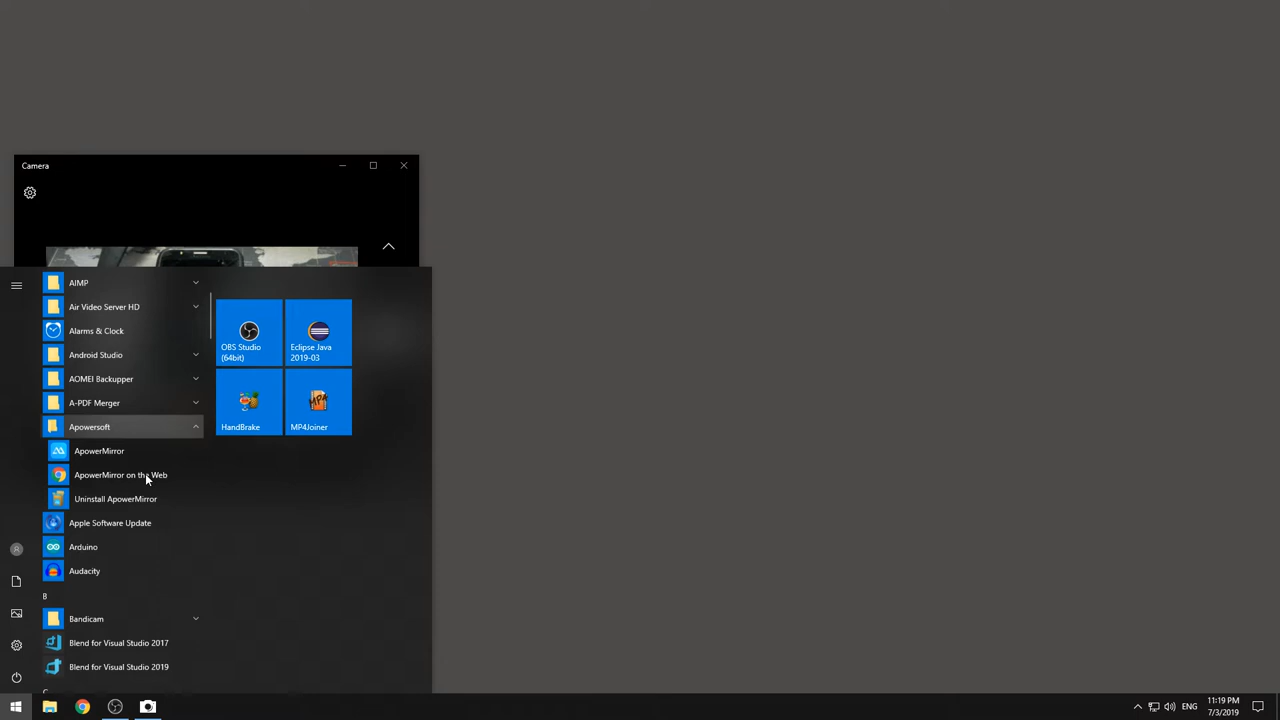 Camera
AIMP
Air Video Server HD
Alarms & Clock
Android Studio
AOMEI Backupper
A-PDF Merger
Apowersoft
ApowerMirror
ApowerMirror on the Web
Uninstall ApowerMirror
Apple Software Update
Arduino
Audacity
B
Bandicam
Blend for Visual Studio 2017
Blend for Visual Studio 2019
OBS Studio
(64bit)
Eclipse Java
2019-03
HandBrake
MP4Joiner
ENG
11:19 PM
7/3/2019